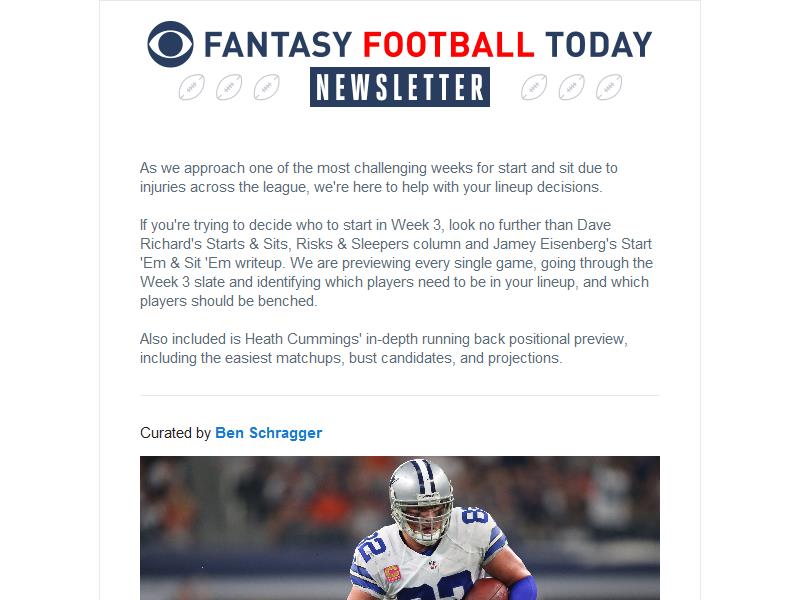 FANTASY FOOTBALL TODAY
NEWSLETTER
As we approach one of the most challenging weeks for start and sit due to
injuries across the league, we're here to help with your lineup decisions.
If you're trying to decide who to start in Week 3, look no further than Dave
Richard's Starts & Sits, Risks & Sleepers column and Jamey Eisenberg's Start
'Em & Sit 'Em writeup. We are previewing every single game, going through the
Week 3 slate and identifying which players need to be in your lineup, and which
players should be benched.
Also included is Heath Cummings' in-depth running back positional preview,
including the easiest matchups, bust candidates, and projections.
Curated by Ben Schragger
82
82
82